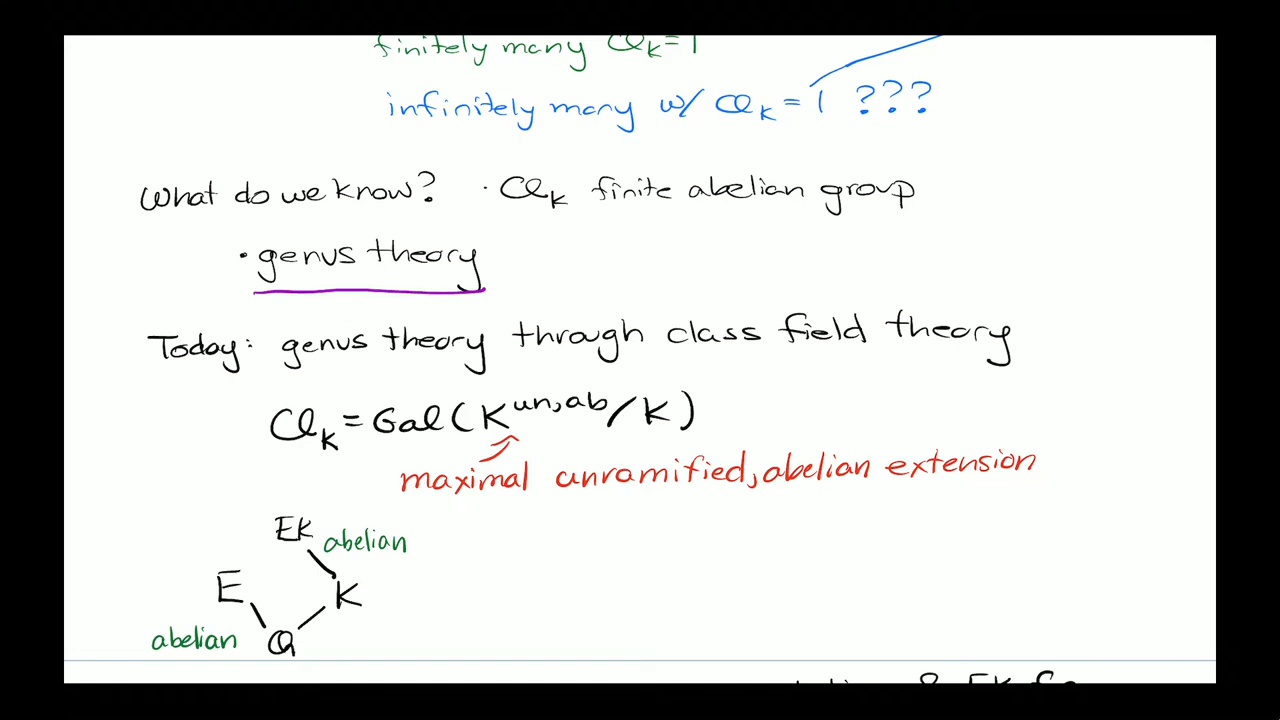 finitely many Cl_K = 1
infinitely many w/ Cl_K = 1 ???
What do we know? · Cl_K finite abelian group
· genus theory
Today: genus theory through class field theory
Cl_K = Gal(K^{un,ab}/K)
maximal unramified, abelian extension
EK abelian
E K
abelian Q